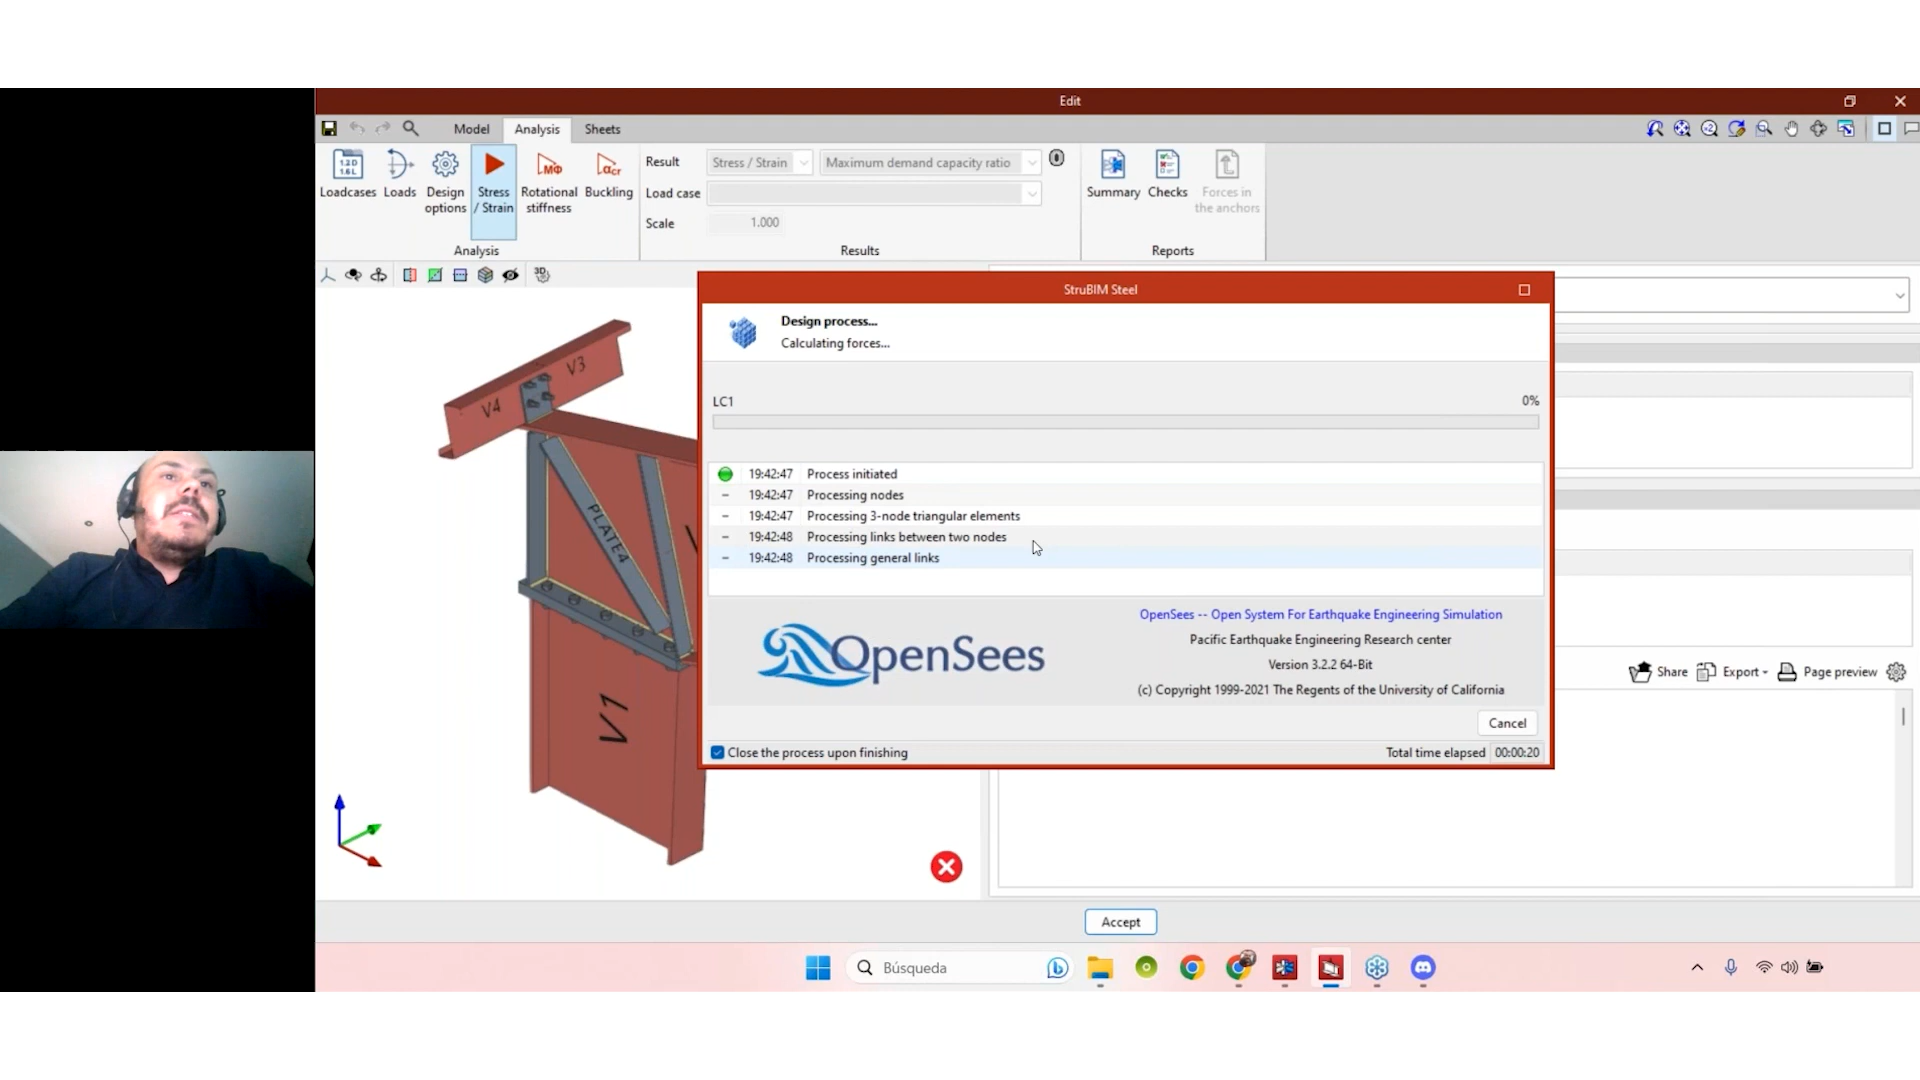 Edit
Model Analysis Sheets
Loadcases
Loads
Design
options
Stress
/ Strain
Rotational
stiffness
Buckling
Analysis
Result Stress / Strain Maximum demand capacity ratio
Load case
Scale 1.000
Results
Summary
Checks
Forces in
the anchors
Reports
StruBIM Steel
Design process...
Calculating forces...
LC1 0%
19:42:47 Process initiated
19:42:47 Processing nodes
19:42:47 Processing 3-node triangular elements
19:42:48 Processing links between two nodes
19:42:48 Processing general links
OpenSees
OpenSees -- Open System For Earthquake Engineering Simulation
Pacific Earthquake Engineering Research center
Version 3.2.2 64-Bit
(c) Copyright 1999-2021 The Regents of the University of California
Cancel
Close the process upon finishing
Total time elapsed 00:00:20
V3
V4
PLATE4
V1
Share Export Page preview
Accept
Búsqueda